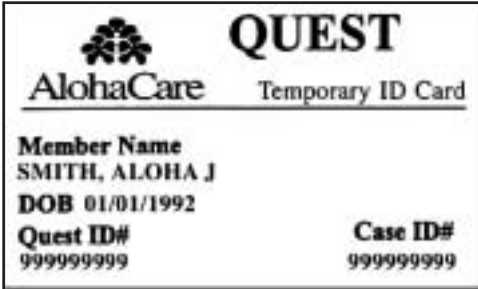 QUEST
AlohaCare Temporary ID Card
Member Name
SMITH, ALOHA J
DOB 01/01/1992
Quest ID# Case ID#
999999999 999999999